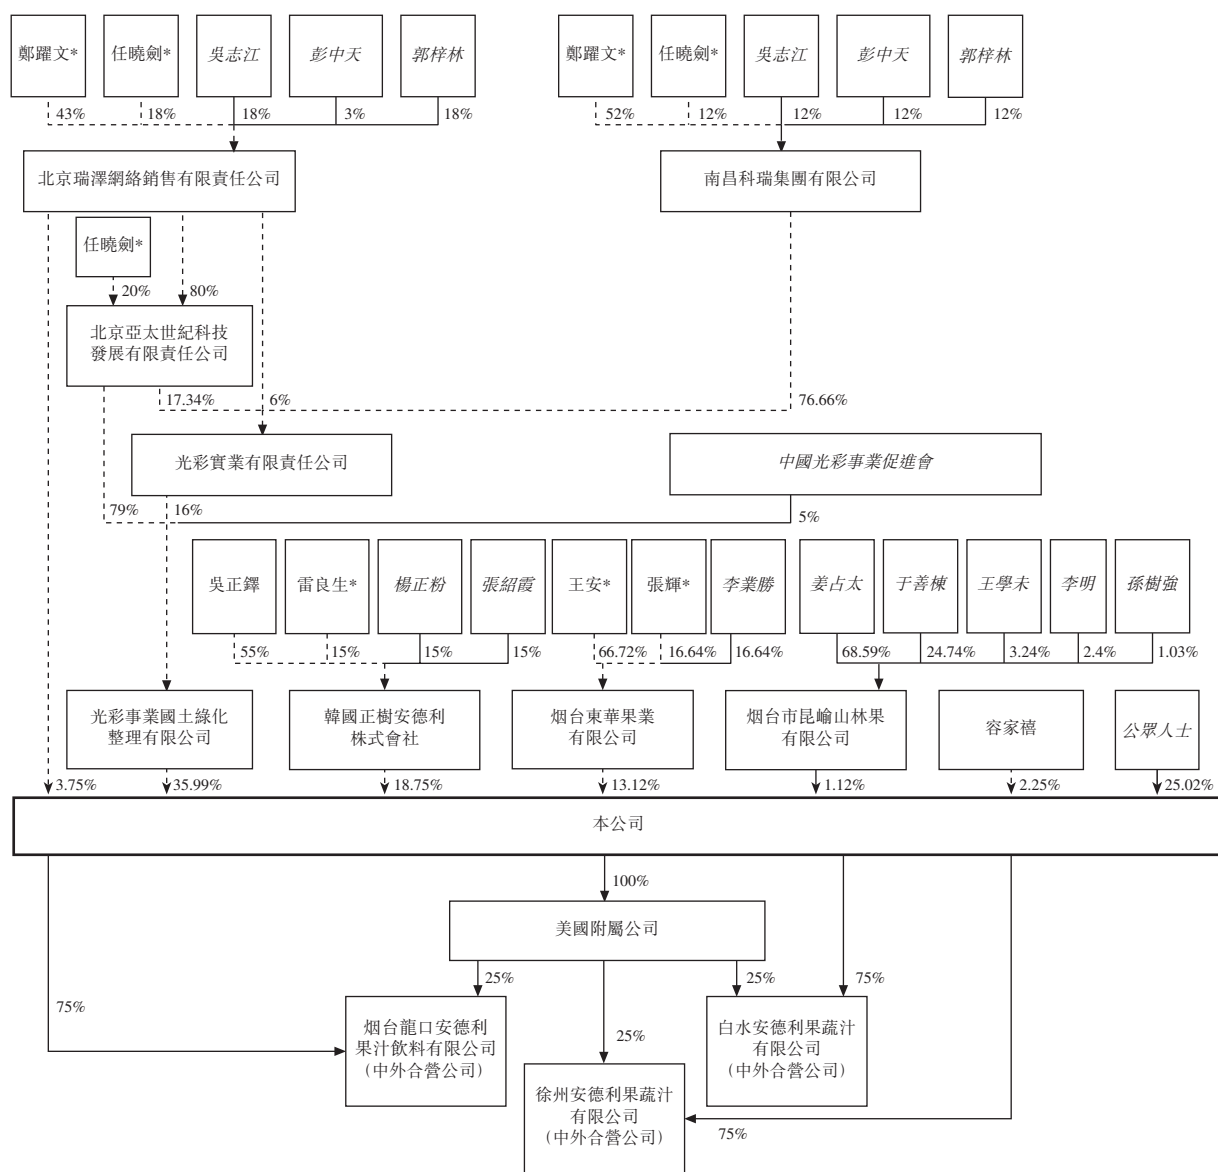 鄭躍文*
任曉劍*
吳志江
彭中天
郭梓林
鄭躍文*
任曉劍*
吳志江
彭中天
郭梓林
43%
18%
18%
3%
18%
52%
12%
12%
12%
12%
北京瑞澤網絡銷售有限責任公司
南昌科瑞集團有限公司
任曉劍*
20%
80%
北京亞太世紀科技
發展有限責任公司
17.34%
6%
76.66%
光彩實業有限責任公司
中國光彩事業促進會
79%
16%
5%
吳正鐸
雷良生*
楊正粉
張紹霞
王安*
張輝*
李業勝
姜占太
于善棟
王學未
李明
孫樹強
55%
15%
15%
15%
66.72%
16.64%
16.64%
68.59%
24.74%
3.24%
2.4%
1.03%
光彩事業國土綠化
整理有限公司
韓國正樹安德利
株式會社
烟台東華果業
有限公司
烟台市昆嵛山林果
有限公司
容家禧
公眾人士
3.75%
35.99%
18.75%
13.12%
1.12%
2.25%
25.02%
本公司
100%
美國附屬公司
25%
25%
75%
75%
烟台龍口安德利
果汁飲料有限公司
(中外合營公司)
25%
白水安德利果蔬汁
有限公司
(中外合營公司)
徐州安德利果蔬汁
有限公司
(中外合營公司)
75%